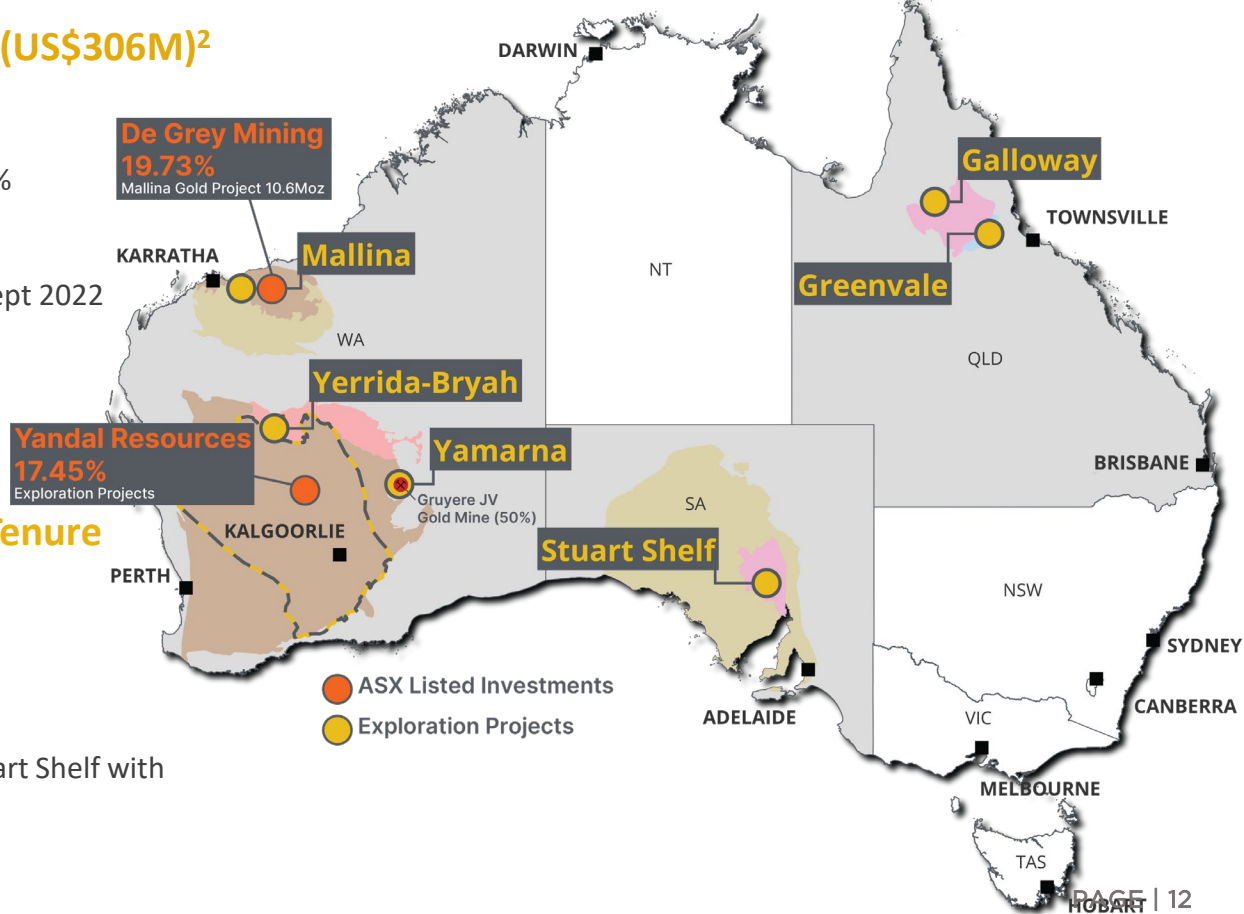 (US$306M)2
%
ept 2022
enure
art Shelf with
DARWIN
De Grey Mining
19.73%
Mallina Gold Project 10.6Moz
Galloway
TOWNSVILLE
KARRATHA
Mallina
NT
Greenvale
WA
QLD
Yerrida-Bryah
Yandal Resources
17.45%
Exploration Projects
Yamarna
BRISBANE
Gruyere JV
Gold Mine (50%)
SA
KALGOORLIE
Stuart Shelf
PERTH
NSW
SYDNEY
ASX Listed Investments
CANBERRA
ADELAIDE
VIC
Exploration Projects
MELBOURNE
TAS
HOBART
PAGE | 12